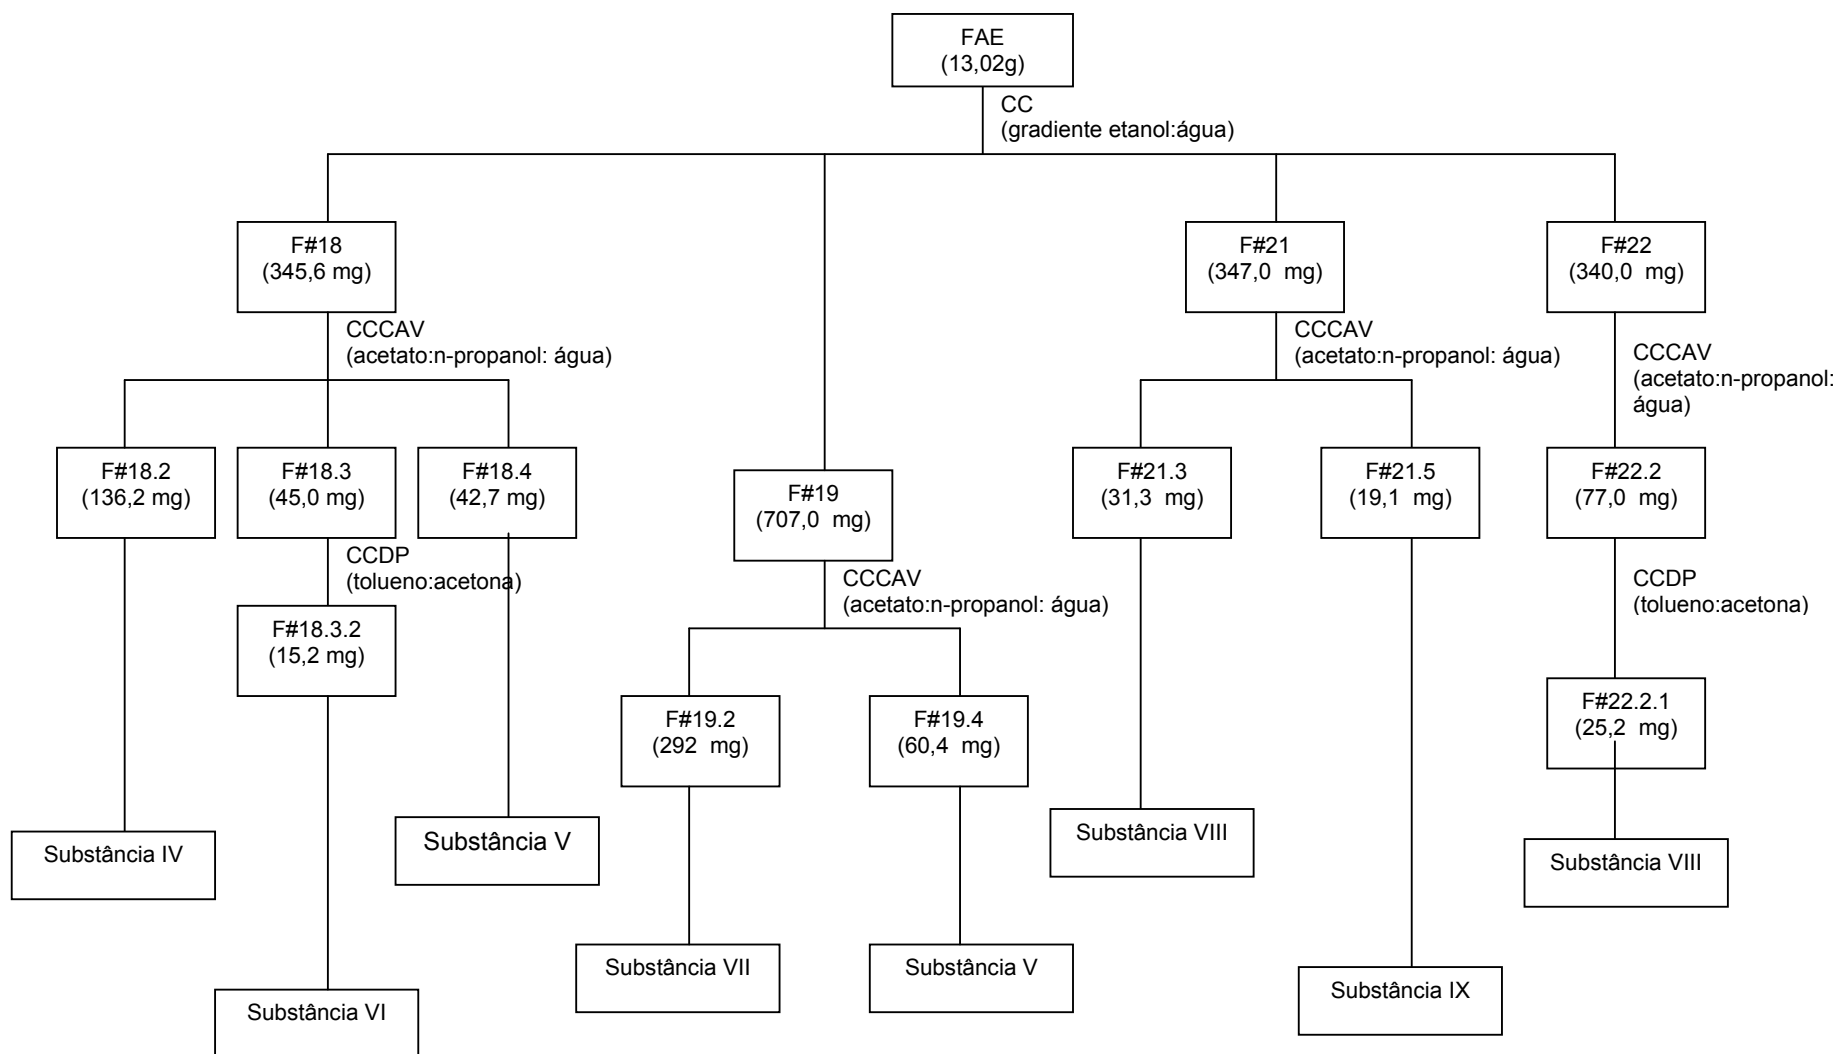 FAE
(13,02g)
CC
(gradiente etanol:água)
F#18
(345,6 mg)
F#21
(347,0 mg)
F#22
(340,0 mg)
CCCAV
(acetato:n-propanol: água)
CCCAV
(acetato:n-propanol: água)
CCCAV
(acetato:n-propanol:
água)
F#18.2
(136,2 mg)
F#18.3
(45,0 mg)
F#18.4
(42,7 mg)
F#19
(707,0 mg)
F#21.3
(31,3 mg)
F#21.5
(19,1 mg)
F#22.2
(77,0 mg)
CCDP
(tolueno:acetona)
CCCAV
(acetato:n-propanol: água)
CCDP
(tolueno:acetona)
F#18.3.2
(15,2 mg)
F#19.2
(292 mg)
F#19.4
(60,4 mg)
F#22.2.1
(25,2 mg)
Substância IV
Substância V
Substância VIII
Substância VIII
Substância VII
Substância V
Substância IX
Substância VI